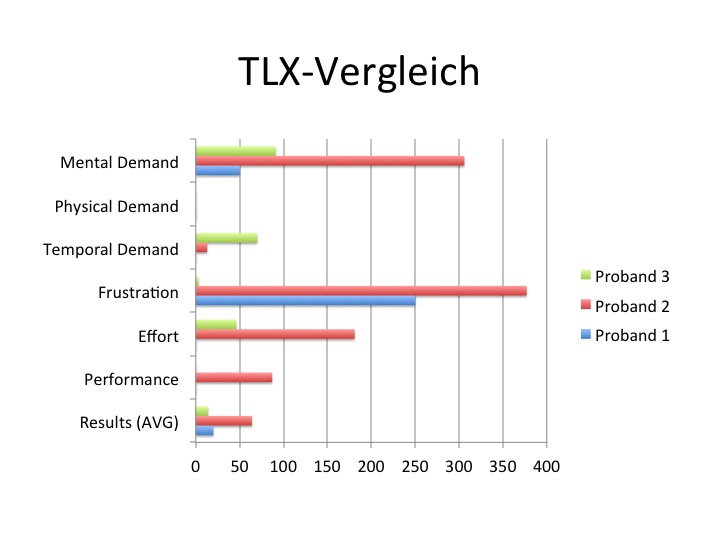 TLX-Vergleich
Mental Demand
Physical Demand
Temporal Demand
Frustration
Effort
Performance
Results (AVG)
0 50 100 150 200 250 300 350 400
Proband 3
Proband 2
Proband 1